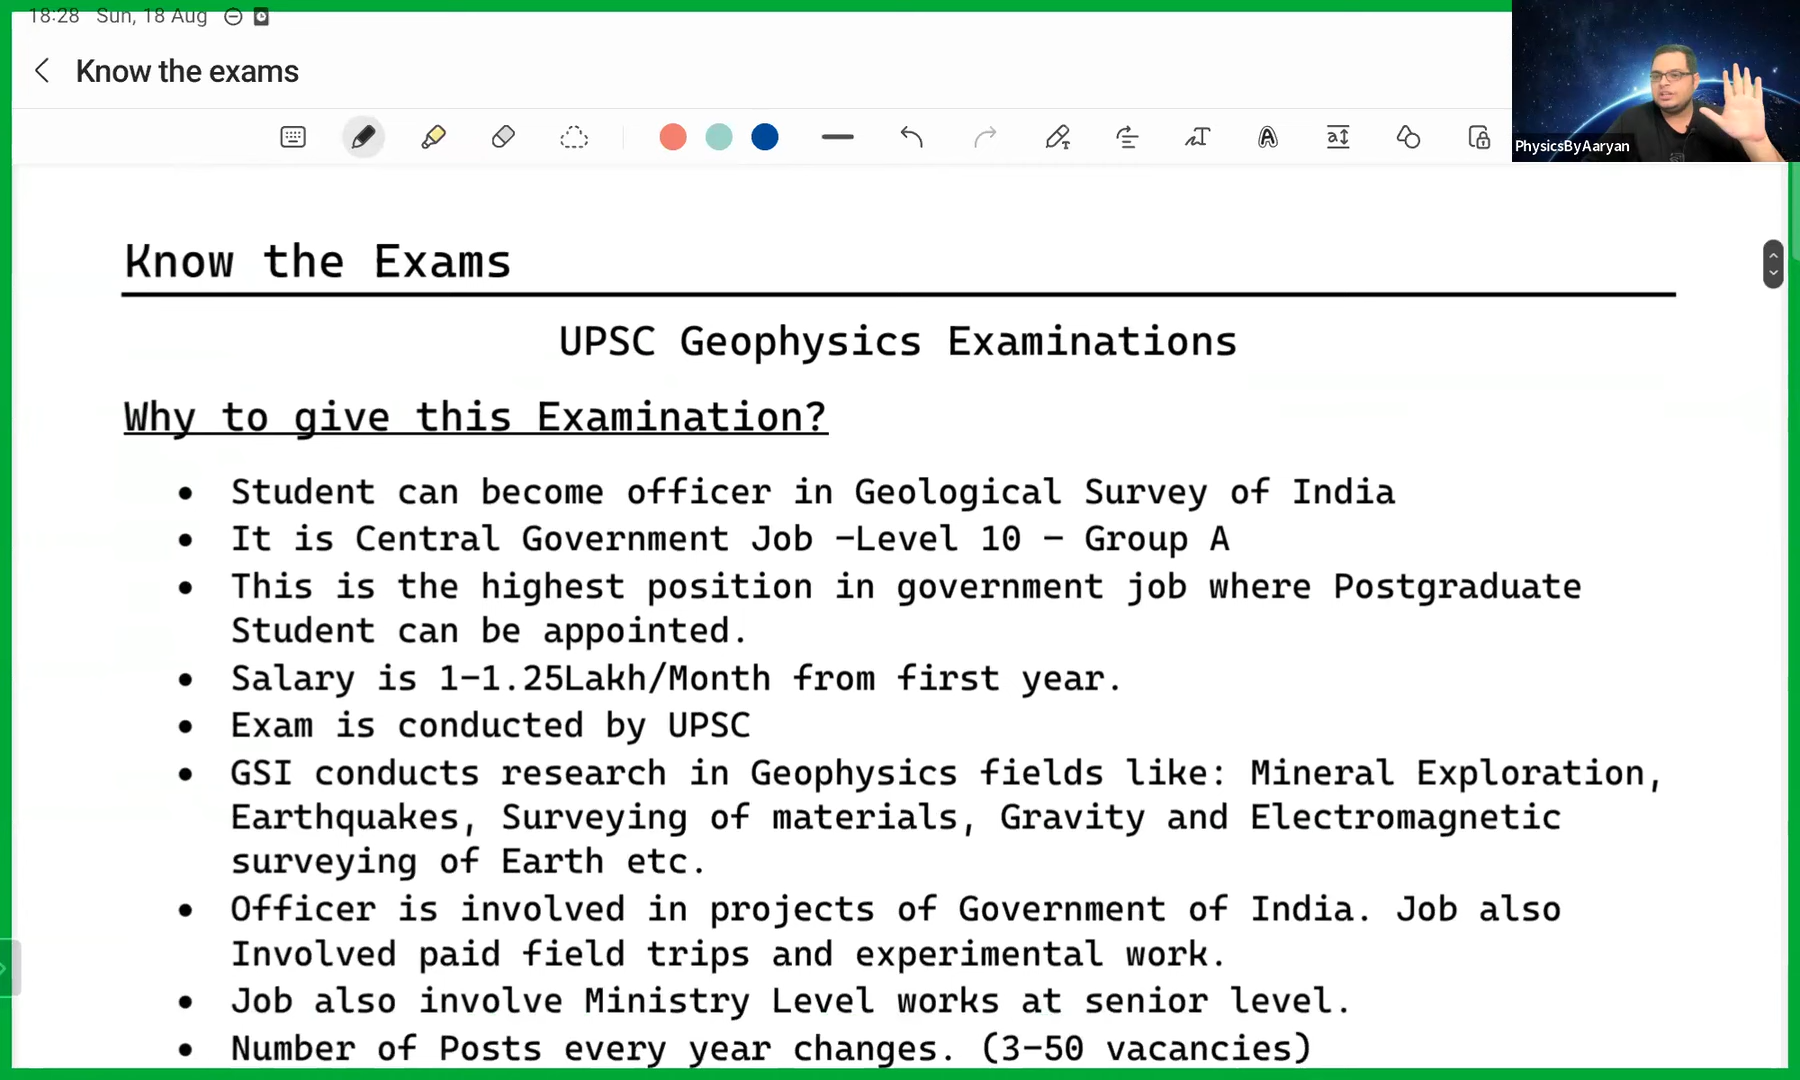 18:28 Sun, 18 Aug
Know the exams
PhysicsByAaryan
Know the Exams
UPSC Geophysics Examinations
Why to give this Examination?
• Student can become officer in Geological Survey of India
• It is Central Government Job –Level 10 – Group A
• This is the highest position in government job where Postgraduate
Student can be appointed.
• Salary is 1–1.25Lakh/Month from first year.
• Exam is conducted by UPSC
• GSI conducts research in Geophysics fields like: Mineral Exploration,
Earthquakes, Surveying of materials, Gravity and Electromagnetic
surveying of Earth etc.
• Officer is involved in projects of Government of India. Job also
Involved paid field trips and experimental work.
• Job also involve Ministry Level works at senior level.
• Number of Posts every year changes. (3–50 vacancies)